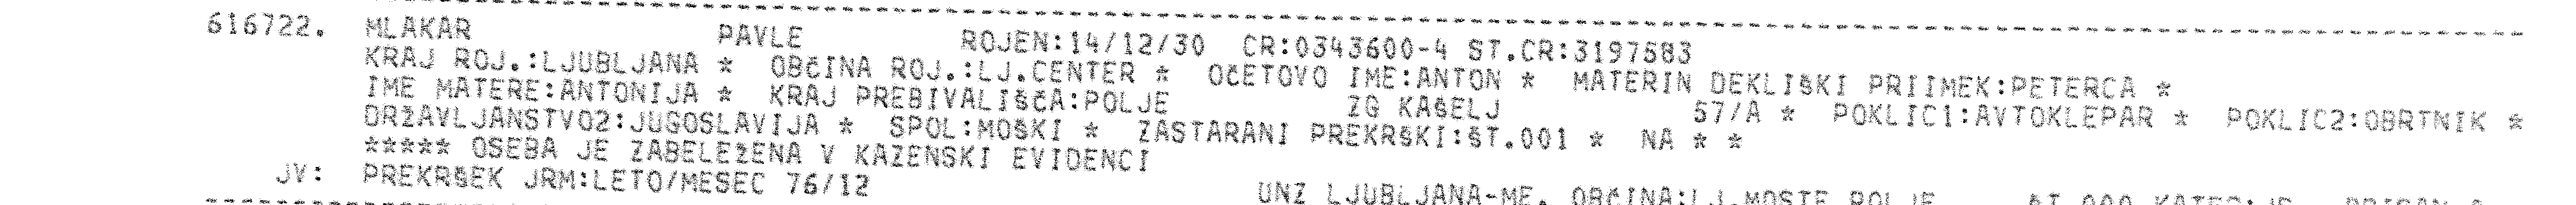 616722. MLAKAR PAVLE ROJEN:14/12/30 CR:0343600-4 ST.CR:3197583
KRAJ ROJ.:LJUBLJANA * OBČINA ROJ.:LJ.CENTER * OČETOVO IME:ANTON * MATERIN DEKLIŠKI PRIIMEK:PETERCA *
IME MATERE:ANTONIJA * KRAJ PREBIVALIŠČA:POLJE ZG KAŠELJ 57/A * POKLIC1:AVTOKLEPAR * POKLIC2:OBRTNIK *
DRŽAVLJANSTVO2:JUGOSLAVIJA * SPOL:MOŠKI * ZASTARANI PREKRŠKI:ŠT.001 * NA * *
***** OSEBA JE ZABELEŽENA V KAZENSKI EVIDENCI
JV: PREKRŠEK JRM:LETO/MESEC 76/12 UNZ LJUBLJANA-ME. OBČINA:LJ.MOSTE POLJE